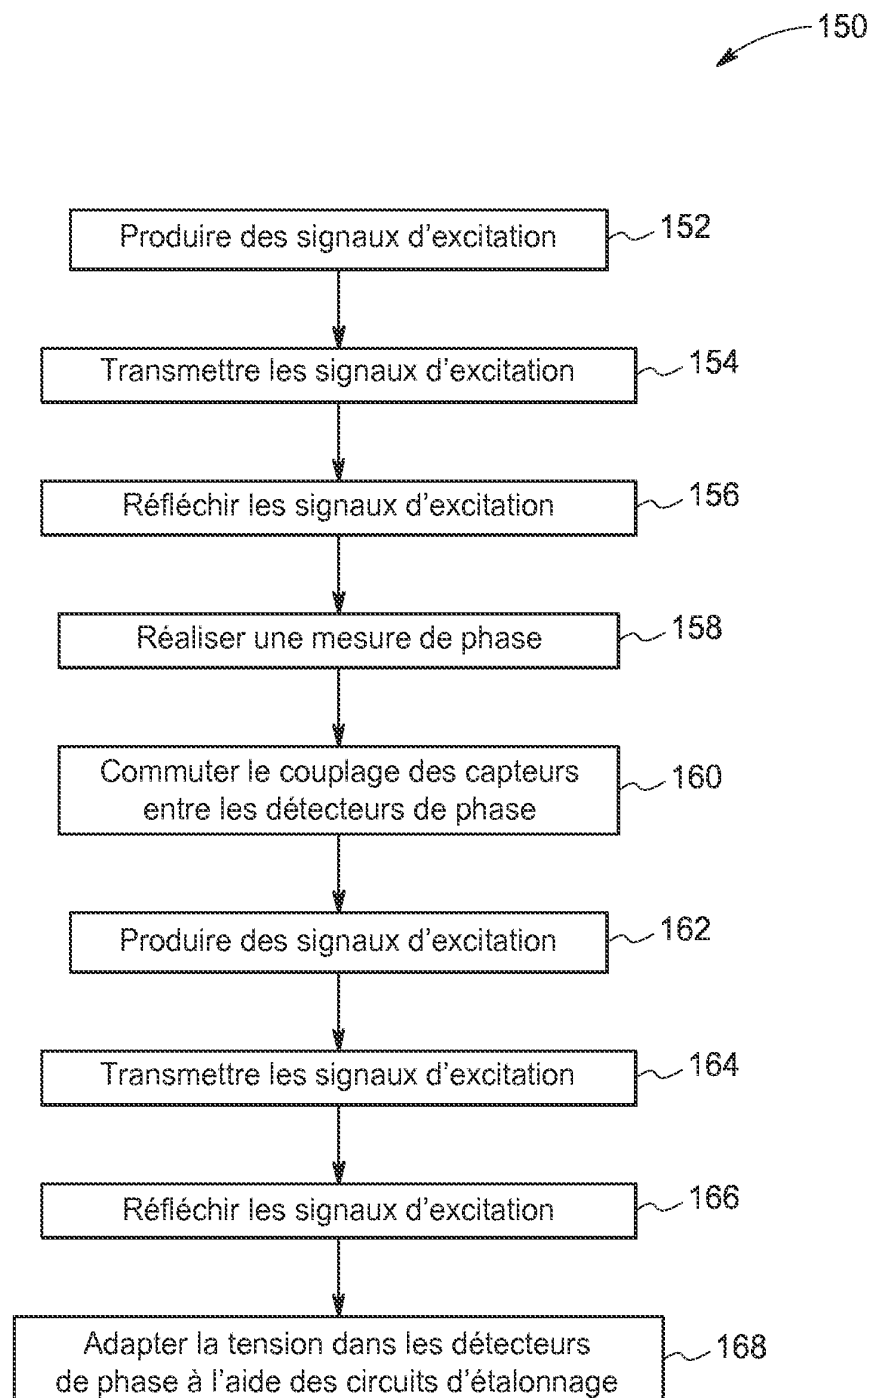 150
Produire des signaux d'excitation
152
Transmettre les signaux d'excitation
154
Réfléchir les signaux d'excitation
156
Réaliser une mesure de phase
158
Commuter le couplage des capteurs
entre les détecteurs de phase
160
Produire des signaux d'excitation
162
Transmettre les signaux d'excitation
164
Réfléchir les signaux d'excitation
166
Adapter la tension dans les détecteurs
de phase à l'aide des circuits d'étalonnage
168